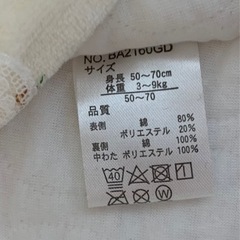 NO. BA2160GD
サイズ
身長 50～70cm
体重 3～9kg
50～70
品質
表側 綿 80%
ポリエステル 20%
裏側 綿 100%
中わた ポリエステル 100%
40